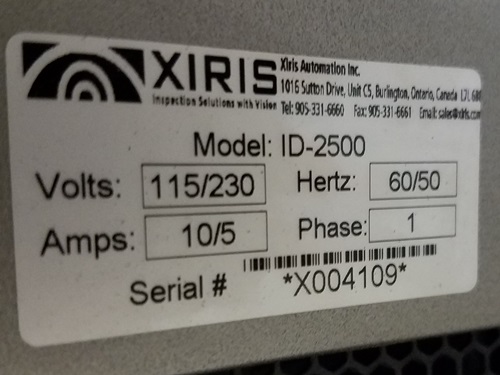 XIRIS
Inspection Solutions with Vision
Xiris Automation Inc.
1016 Sutton Drive, Unit C5, Burlington, Ontario, Canada L7L
Tel: 905-331-6660 Fax: 905-331-6661 Email: sales@xiris.com
Model: ID-2500
Volts: 115/230 Hertz: 60/50
Amps: 10/5 Phase: 1
Serial # *X004109*